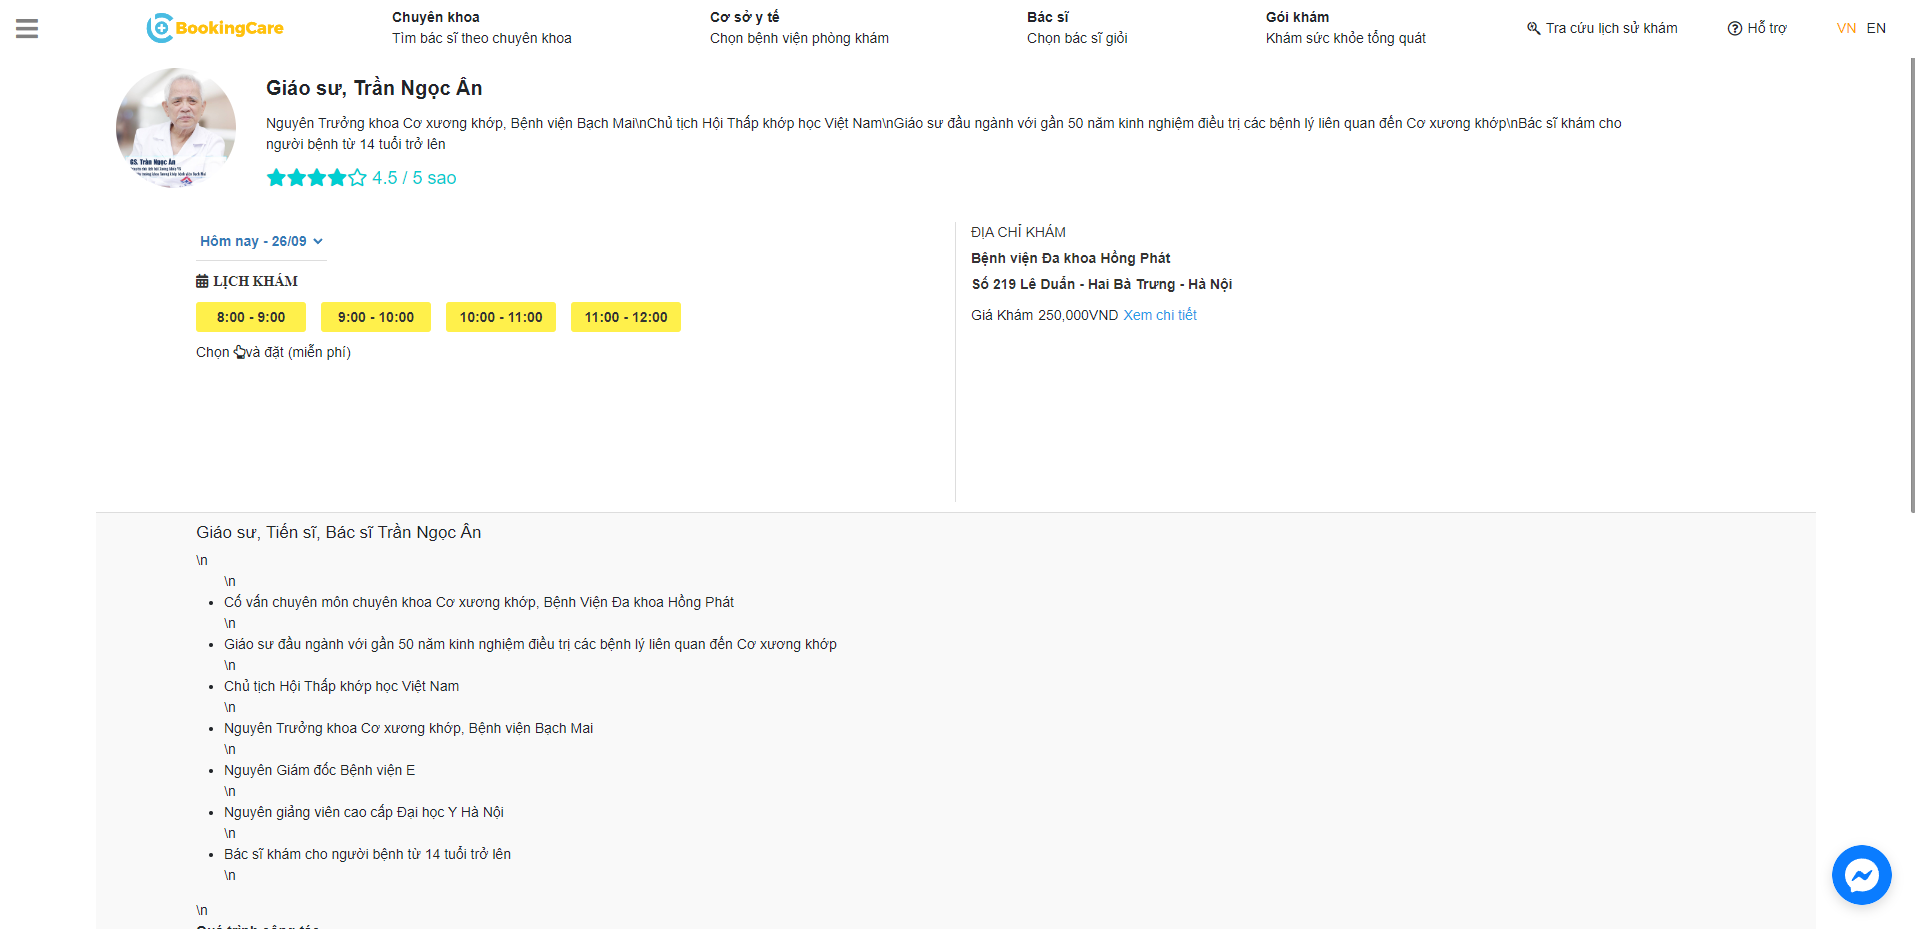 BookingCare
Chuyên khoa
Tìm bác sĩ theo chuyên khoa
Cơ sở y tế
Chọn bệnh viện phòng khám
Bác sĩ
Chọn bác sĩ giỏi
Gói khám
Khám sức khỏe tổng quát
Tra cứu lịch sử khám
Hỗ trợ
VN EN
GS. Trần Ngọc Ân
Giáo sư, Trần Ngọc Ân
Nguyên Trưởng khoa Cơ xương khớp, Bệnh viện Bạch Mai\nChủ tịch Hội Thấp khớp học Việt Nam\nGiáo sư đầu ngành với gần 50 năm kinh nghiệm điều trị các bệnh lý liên quan đến Cơ xương khớp\nBác sĩ khám cho
người bệnh từ 14 tuổi trở lên
4.5 / 5 sao
Hôm nay - 26/09
LỊCH KHÁM
8:00 - 9:00 9:00 - 10:00 10:00 - 11:00 11:00 - 12:00
Chọn và đặt (miễn phí)
ĐỊA CHỈ KHÁM
Bệnh viện Đa khoa Hồng Phát
Số 219 Lê Duẩn - Hai Bà Trưng - Hà Nội
Giá Khám 250,000VND Xem chi tiết
Giáo sư, Tiến sĩ, Bác sĩ Trần Ngọc Ân
\n
\n
Cố vấn chuyên môn chuyên khoa Cơ xương khớp, Bệnh Viện Đa khoa Hồng Phát
\n
Giáo sư đầu ngành với gần 50 năm kinh nghiệm điều trị các bệnh lý liên quan đến Cơ xương khớp
\n
Chủ tịch Hội Thấp khớp học Việt Nam
\n
Nguyên Trưởng khoa Cơ xương khớp, Bệnh viện Bạch Mai
\n
Nguyên Giám đốc Bệnh viện E
\n
Nguyên giảng viên cao cấp Đại học Y Hà Nội
\n
Bác sĩ khám cho người bệnh từ 14 tuổi trở lên
\n
\n
Quá trình công tác